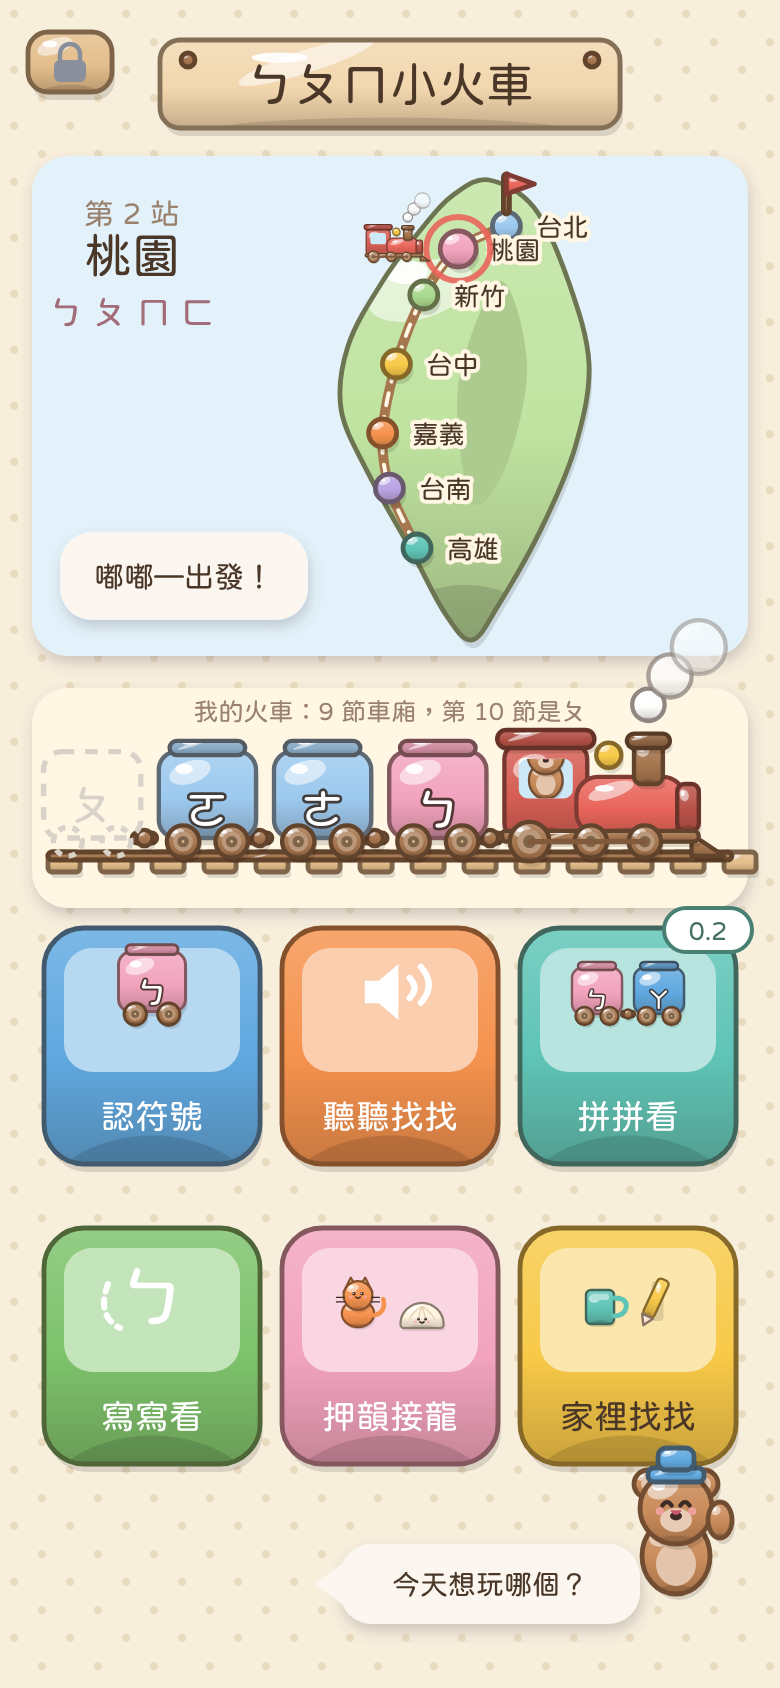 ㄅㄆㄇ小火車
第 2 站
桃園
ㄅ ㄆ ㄇ ㄈ
台北
桃園
新竹
台中
嘉義
台南
高雄
嘟嘟—出發！
我的火車：9 節車廂，第 10 節是ㄆ
ㄆ
ㄛ
ㄜ
ㄅ
0.2
ㄅ
ㄅ
ㄚ
認符號
聽聽找找
拼拼看
ㄅ
寫寫看
押韻接龍
家裡找找
今天想玩哪個？